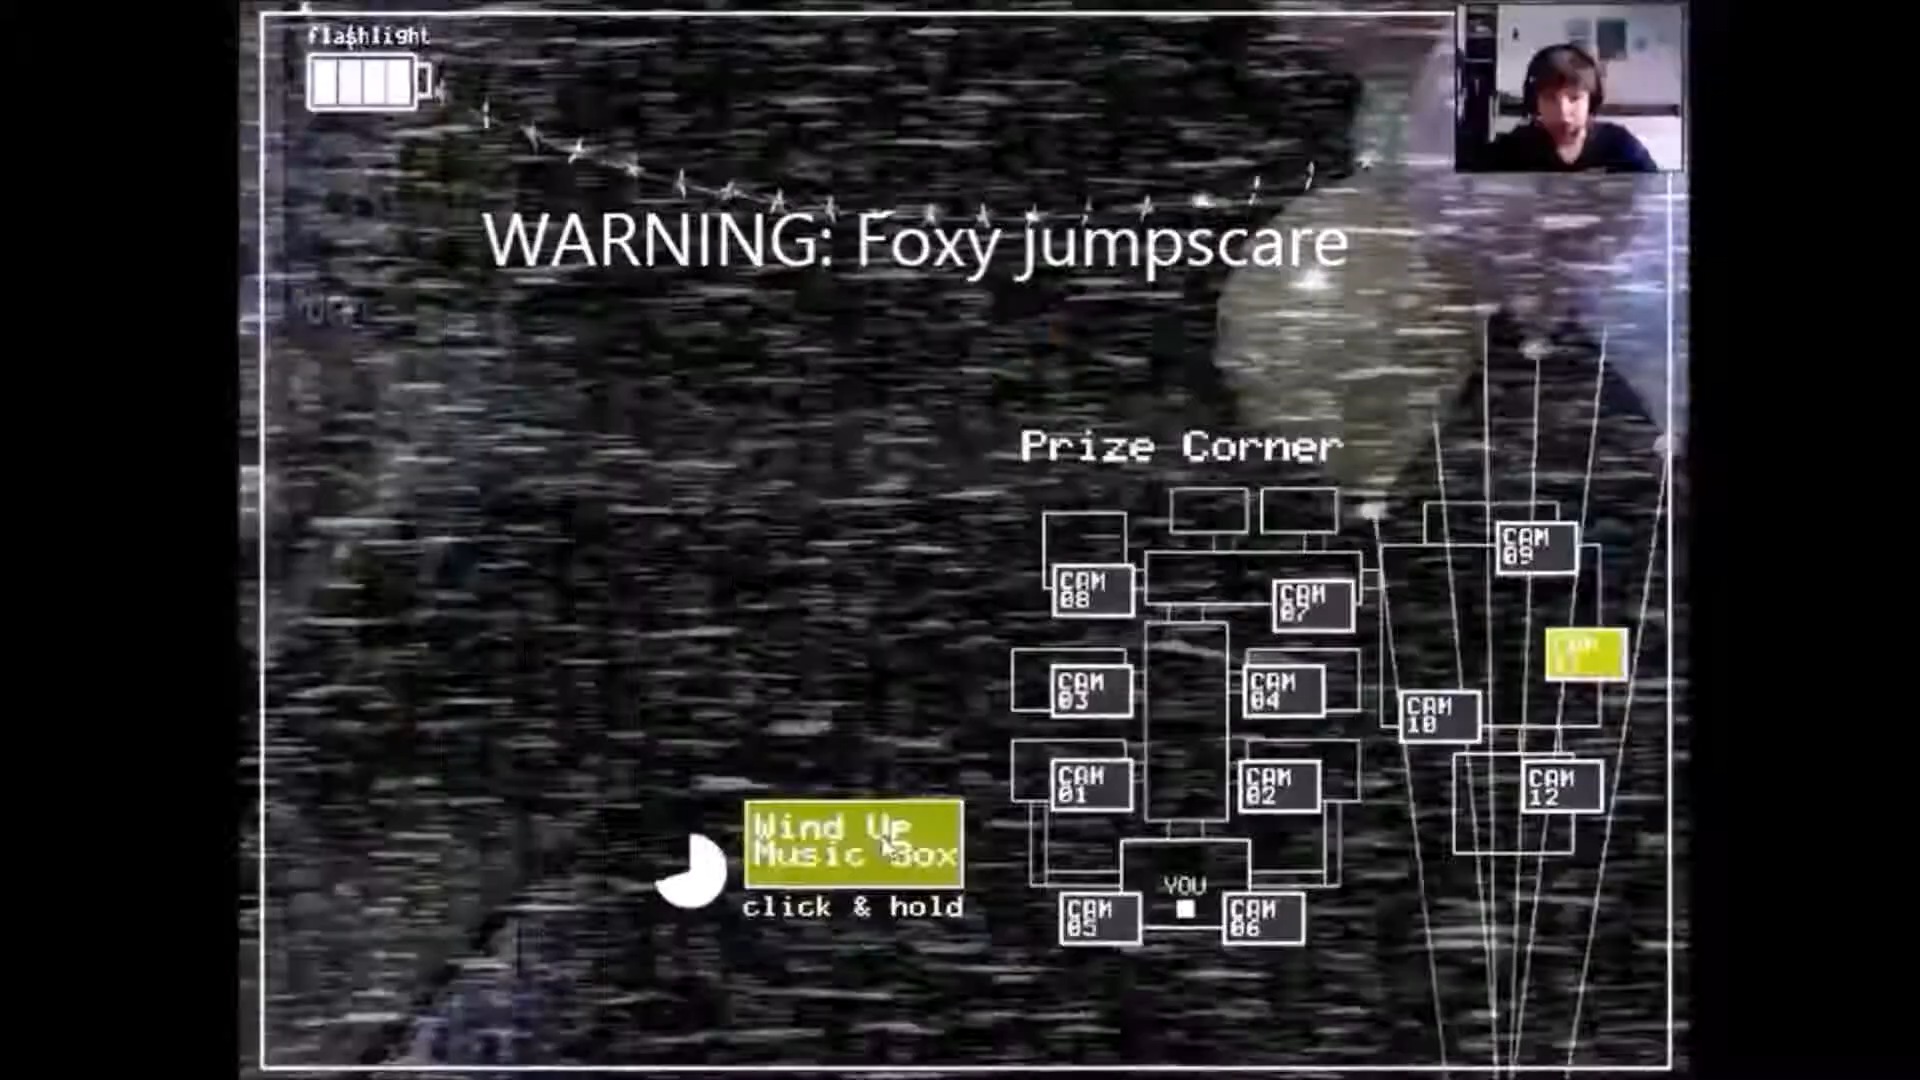 flashlight
WARNING: Foxy jumpscare
Prize Corner
CAM
09
CAM
08
CAM
07
CAM
03
CAM
04
CAM
10
CAM
01
CAM
02
CAM
12
Wind Up
Music Box
click & hold
YOU
CAM
05
CAM
06